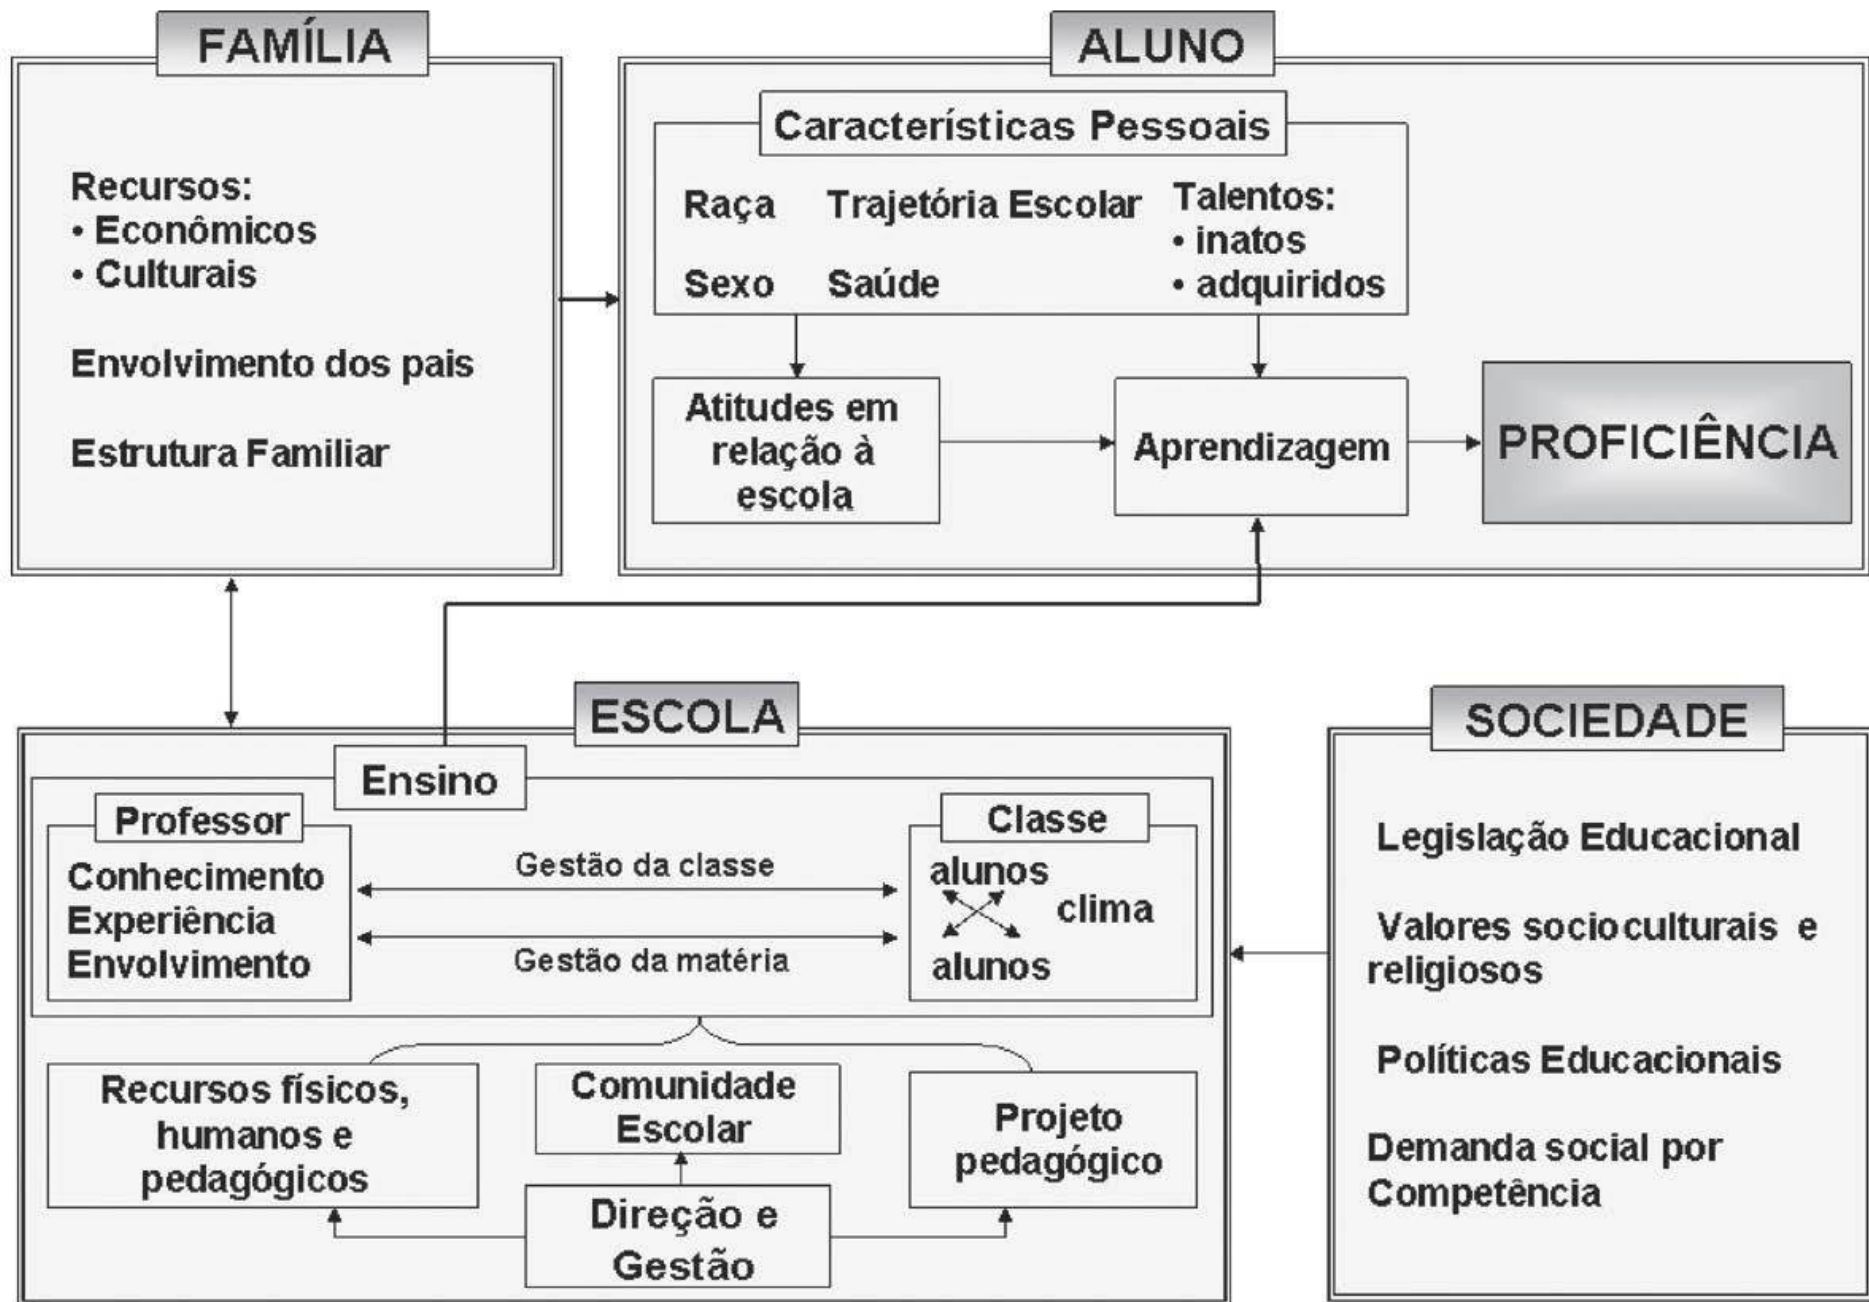 FAMÍLIA
Recursos:
• Econômicos
• Culturais
Envolvimento dos pais
Estrutura Familiar
ALUNO
Características Pessoais
Raça
Trajetória Escolar
Talentos:
• inatos
• adquiridos
Sexo
Saúde
Atitudes em
relação à
escola
Aprendizagem
PROFICIÊNCIA
ESCOLA
Ensino
Professor
Conhecimento
Experiência
Envolvimento
Gestão da classe
Gestão da matéria
Classe
alunos
clima
alunos
Recursos físicos,
humanos e
pedagógicos
Comunidade
Escolar
Projeto
pedagógico
Direção e
Gestão
SOCIEDADE
Legislação Educacional
Valores socioculturais e
religiosos
Políticas Educacionais
Demanda social por
Competência